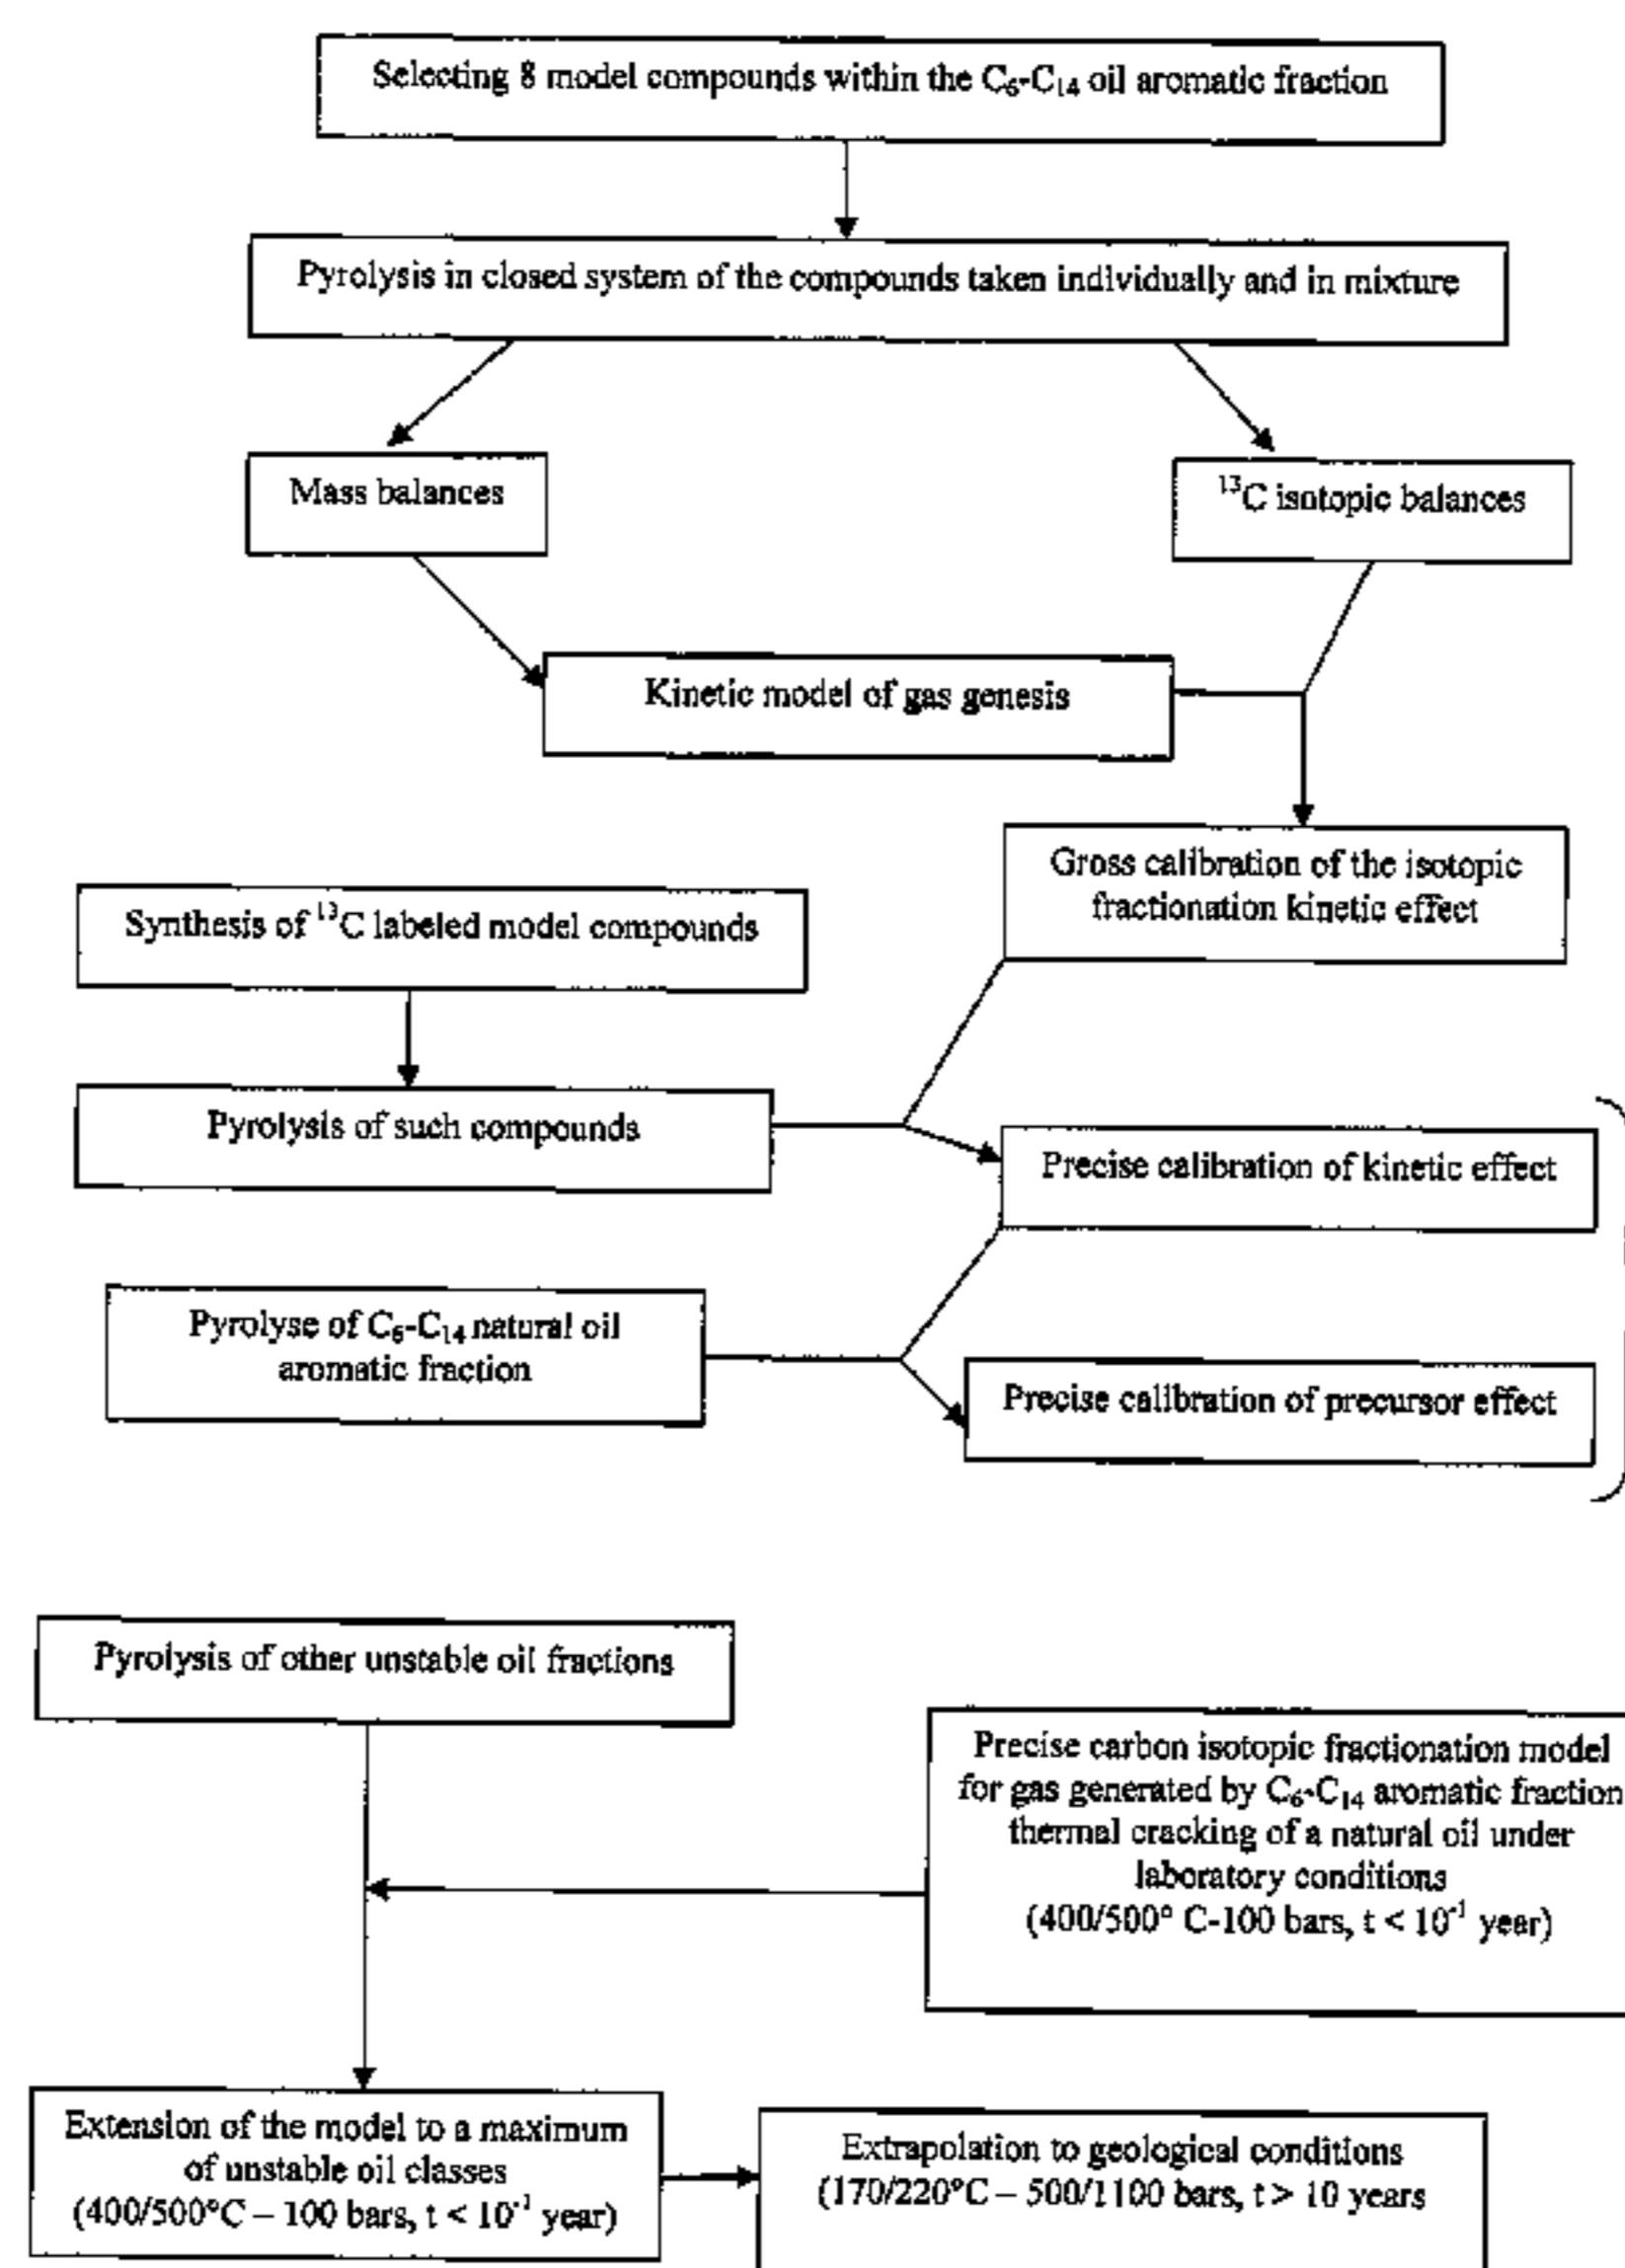 Selecting 8 model compounds within the C₆-C₁₄ oil aromatic fraction
Pyrolysis in closed system of the compounds taken individually and in mixture
Mass balances
¹³C isotopic balances
Kinetic model of gas genesis
Gross calibration of the isotopic
fractionation kinetic effect
Synthesis of ¹³C labeled model compounds
Pyrolysis of such compounds
Precise calibration of kinetic effect
Pyrolyse of C₆-C₁₄ natural oil
aromatic fraction
Precise calibration of precursor effect
Pyrolysis of other unstable oil fractions
Precise carbon isotopic fractionation model
for gas generated by C₆-C₁₄ aromatic fraction
thermal cracking of a natural oil under
laboratory conditions
(400/500° C-100 bars, t < 10⁻¹ year)
Extension of the model to a maximum
of unstable oil classes
(400/500°C – 100 bars, t < 10⁻¹ year)
Extrapolation to geological conditions
(170/220°C – 500/1100 bars, t > 10 years